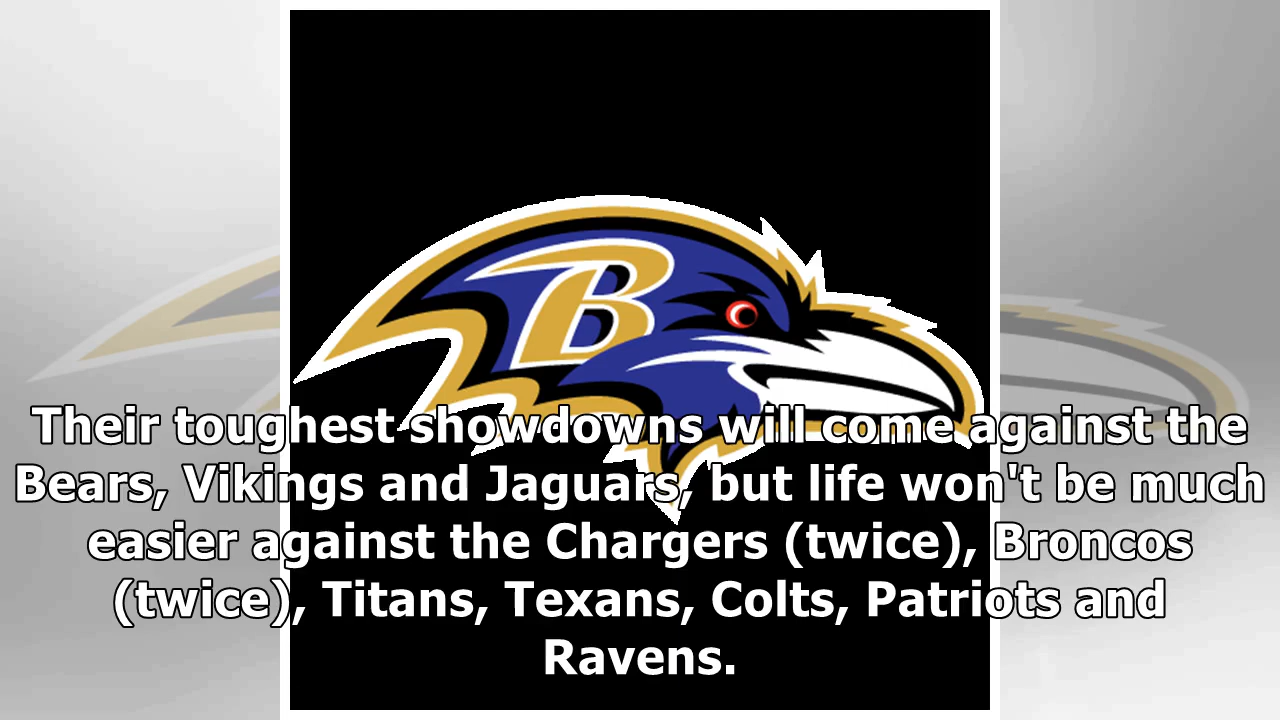 B
Their toughest showdowns will come against the
Bears, Vikings and Jaguars, but life won't be much
easier against the Chargers (twice), Broncos
(twice), Titans, Texans, Colts, Patriots and
Ravens.